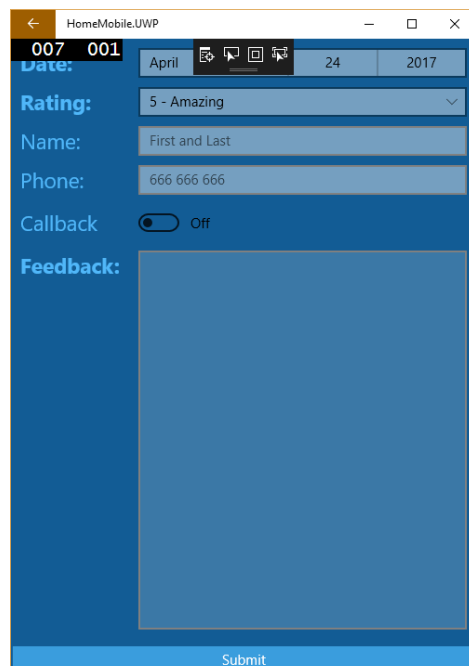 HomeMobile.UWP
007 001
Date: April 24 2017
Rating: 5 - Amazing
Name: First and Last
Phone: 666 666 666
Callback Off
Feedback:
Submit